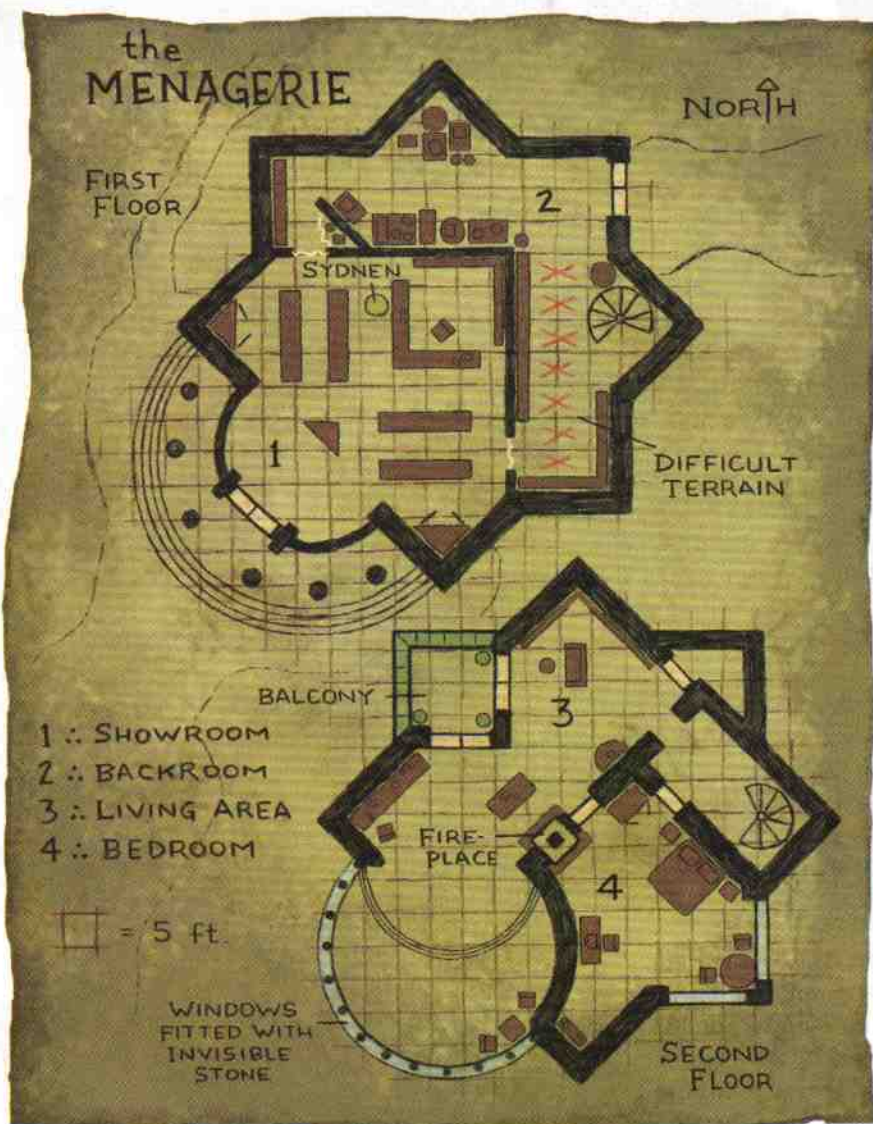 the
MENAGERIE
NORTH
FIRST
FLOOR
2
SYDNEN
1
DIFFICULT
TERRAIN
BALCONY
3
1 ∴ SHOWROOM
2 ∴ BACKROOM
3 ∴ LIVING AREA
4 ∴ BEDROOM
FIRE-
PLACE
4
= 5 ft.
WINDOWS
FITTED WITH
INVISIBLE
STONE
SECOND
FLOOR